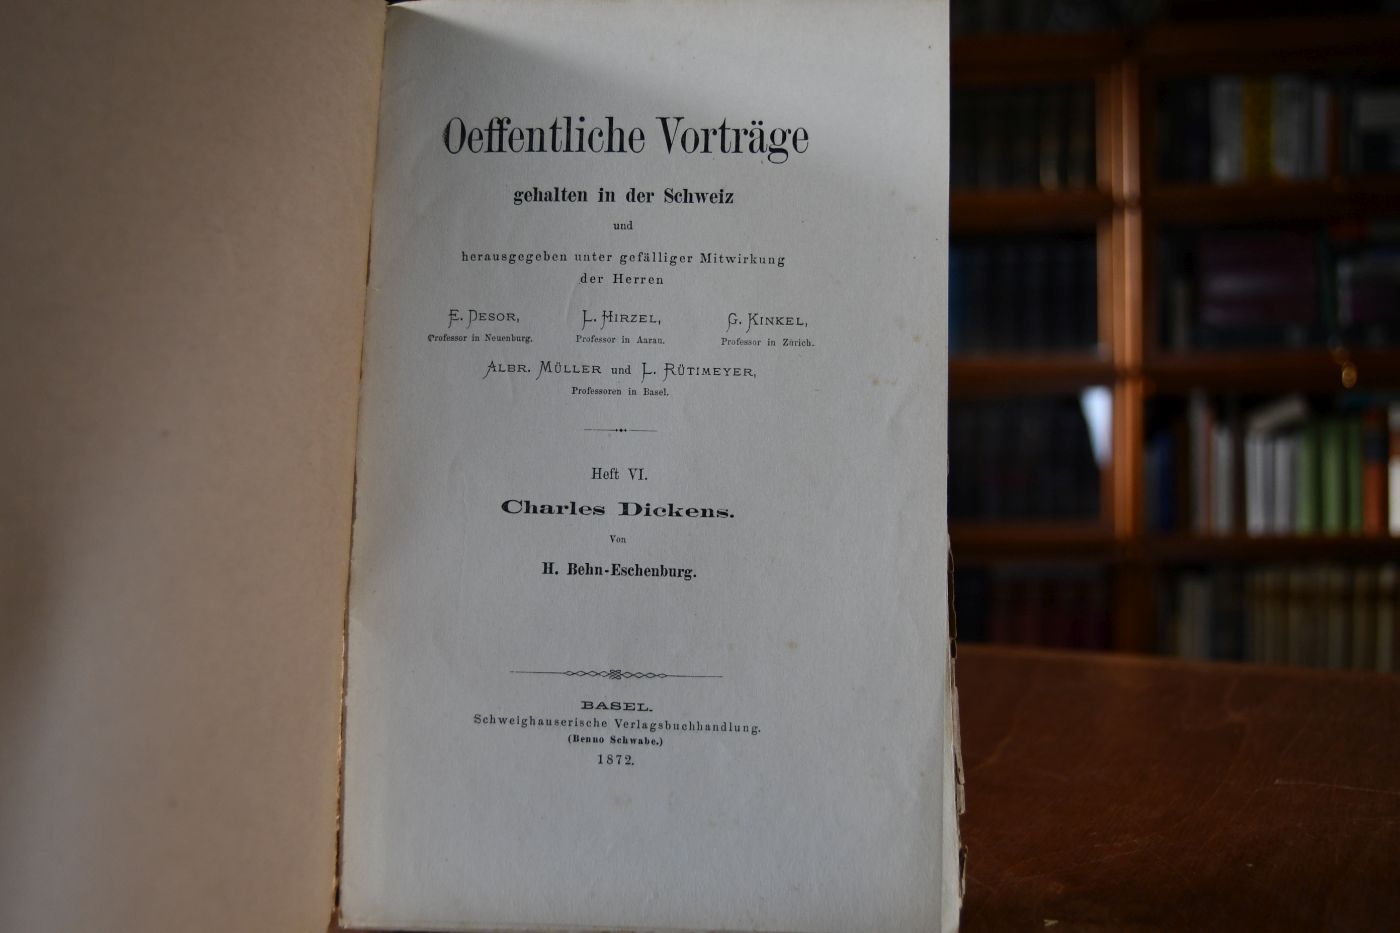 Oeffentliche Vorträge
gehalten in der Schweiz
und
herausgegeben unter gefälliger Mitwirkung
der Herren
E. DESOR, L. HIRZEL, G. KINKEL,
Professor in Neuenburg. Professor in Aarau. Professor in Zürich.
ALBR. MÜLLER und L. RÜTIMEYER,
Professoren in Basel.
Heft VI.
Charles Dickens.
Von
H. Behn-Eschenburg.
BASEL.
Schweighauserische Verlagsbuchhandlung.
(Benno Schwabe.)
1872.